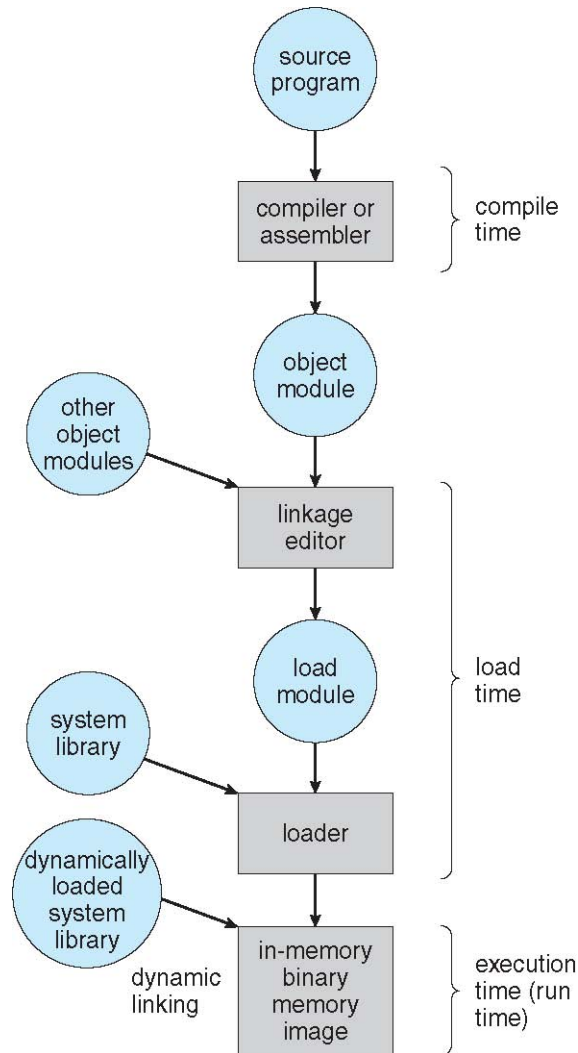 source
program
compiler or
assembler
compile
time
object
module
other
object
modules
linkage
editor
load
module
load
time
system
library
loader
dynamically
loaded
system
library
dynamic
linking
in-memory
binary
memory
image
execution
time (run
time)